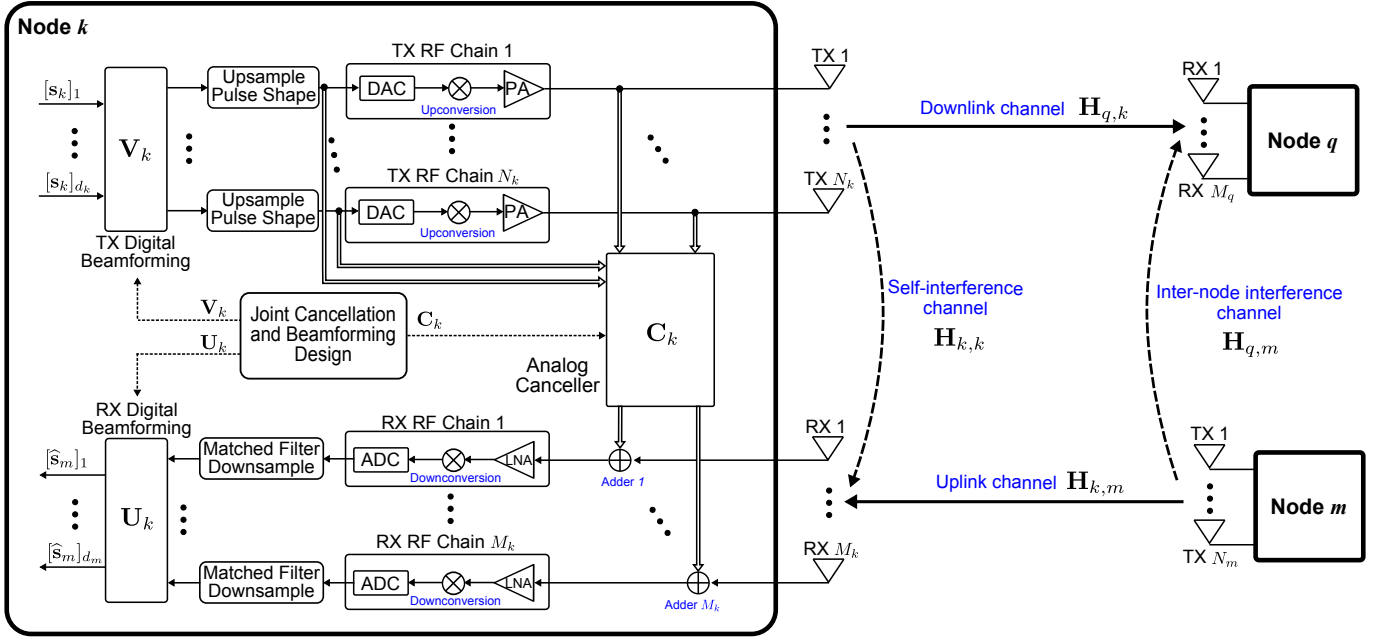 Node k
[s_k]_1
[s_k]_{d_k}
V_k
TX Digital
Beamforming
Upsample
Pulse Shape
Upsample
Pulse Shape
TX RF Chain 1
DAC
PA
Upconversion
TX RF Chain N_k
DAC
PA
Upconversion
V_k
U_k
Joint Cancellation
and Beamforming
Design
C_k
C_k
Analog
Canceller
RX Digital
Beamforming
[ŝ_m]_1
[ŝ_m]_{d_m}
U_k
Matched Filter
Downsample
Matched Filter
Downsample
RX RF Chain 1
ADC
LNA
Downconversion
Adder 1
RX RF Chain M_k
ADC
LNA
Downconversion
Adder M_k
TX 1
TX N_k
RX 1
RX M_k
Downlink channel H_{q,k}
Self-interference
channel
H_{k,k}
Inter-node interference
channel
H_{q,m}
Uplink channel H_{k,m}
RX 1
RX M_q
Node q
TX 1
TX N_m
Node m